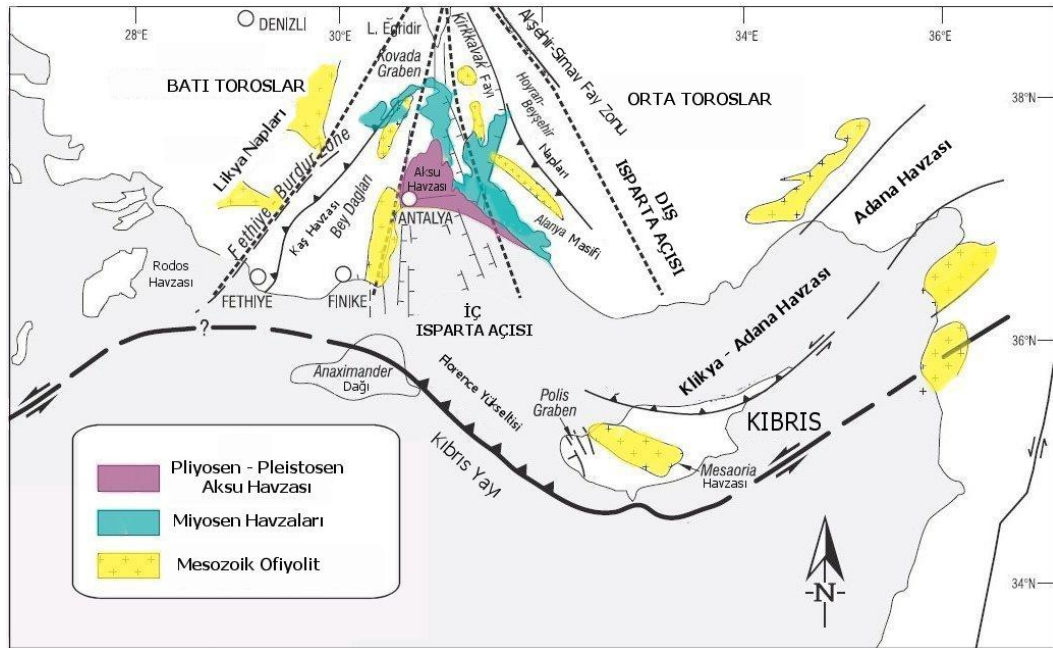 28°E
30°E
34°E
36°E
DENİZLİ
L. Eğridir
Kovada
Graben
Kırıkkavak Fayı
Akşehir-Simav Fay Zonu
BATI TOROSLAR
ORTA TOROSLAR
38°N
Hoyran-
Beyşehir
Napları
Likya Napları
Fethiye Burdur Zone
Kaş Havzası
Bey Dağları
Aksu
Havzası
ANTALYA
Alanya Masifi
DIŞ
ISPARTA AÇISI
Adana Havzası
Rodos
Havzası
FETHİYE
FİNİKE
İÇ
ISPARTA AÇISI
?
36°N
Anaximander
Dağı
Florence Yükseltisi
Klikya - Adana Havzası
Polis
Graben
KIBRIS
Kıbrıs Yayı
Mesaoria
Havzası
Pliyosen - Pleistosen
Aksu Havzası
Miyosen Havzaları
Mesozoik Ofiyolit
N
34°N